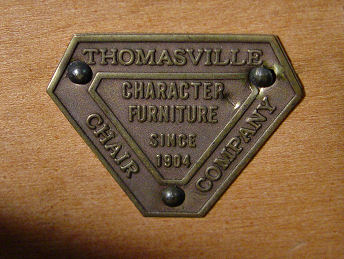 THOMASVILLE
CHARACTER
FURNITURE
SINCE
1904
CHAIR
COMPANY